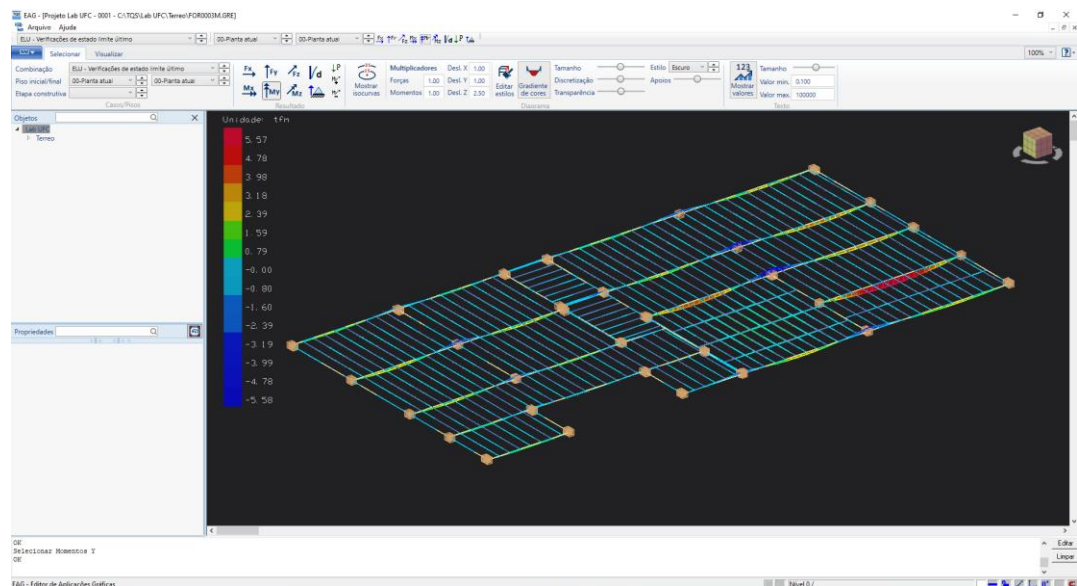 EAG - [Projeto Lab UFC - 0001 - C:\TQS\Lab UFC\Terreo\FOR0003M.GRE]
Arquivo Ajuda
ELU - Verificações de estado limite último 00-Planta atual 00-Planta atual
Selecionar Visualizar 100%
Combinação ELU - Verificações de estado limite último
Piso inicial/final 00-Planta atual 00-Planta atual
Etapa construtiva
Casos/Pisos
Fx Fy Fz
Mx My Mz
Resultado
Mostrar isocurvas
Multiplicadores Desl. X 1.00
Forças 1.00 Desl. Y 1.00
Momentos 1.00 Desl. Z 2.50
Editar estilos
Gradiente de cores
Tamanho Estilo Escuro
Discretização Apoios
Transparência
Diagrama
123
Mostrar valores
Tamanho
Valor min. 0.100
Valor max. 100000
Texto
Objetos
Lab UFC
Terreo
Propriedades
Unidade: tfm
5.57
4.78
3.98
3.18
2.39
1.59
0.79
-0.00
-0.80
-1.60
-2.39
-3.19
-3.99
-4.78
-5.58
OK
Selecionar Momentos Y
OK
Editar
Limpar
EAG - Editor de Aplicações Gráficas
Nível 0 /